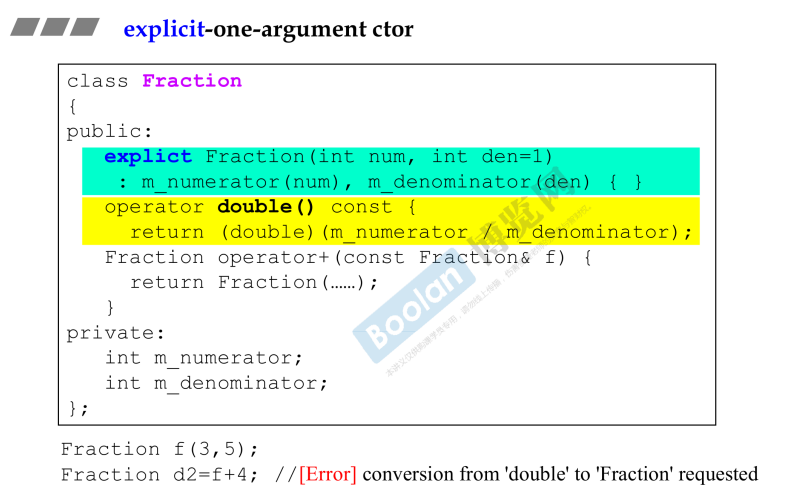 explicit-one-argument ctor
class Fraction
{
public:
explict Fraction(int num, int den=1)
: m_numerator(num), m_denominator(den) { }
operator double() const {
return (double)(m_numerator / m_denominator);
Fraction operator+(const Fraction& f) {
return Fraction(……);
}
private:
int m_numerator;
int m_denominator;
};
Boolan 博览网
Fraction f(3,5);
Fraction d2=f+4; //[Error] conversion from 'double' to 'Fraction' requested